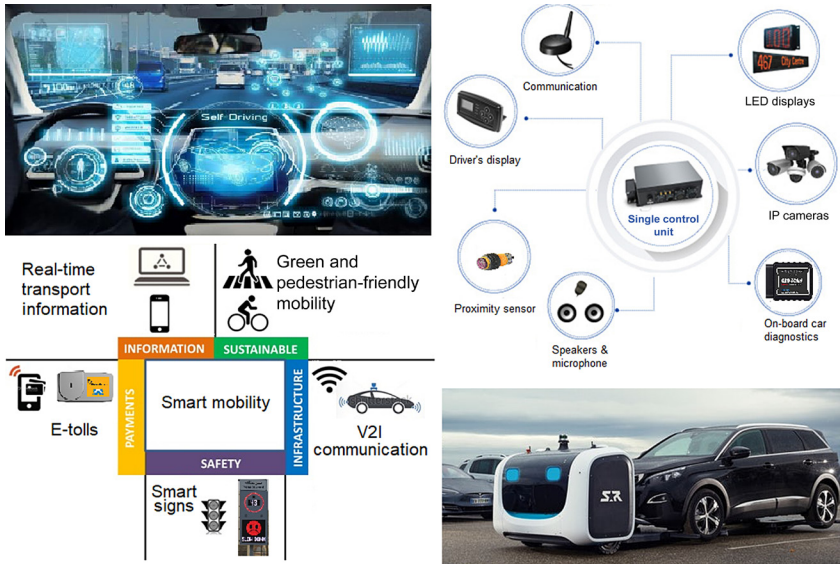 Self Driving
Communication
467 City Centre
LED displays
Driver's display
Single control
unit
IP cameras
Proximity sensor
Speakers &
microphone
On-board car
diagnostics
Real-time
transport
information
Green and
pedestrian-friendly
mobility
INFORMATION
SUSTAINABLE
PAYMENTS
INFRASTRUCTURE
SAFETY
Smart mobility
E-tolls
V2I
communication
Smart
signs
S.R